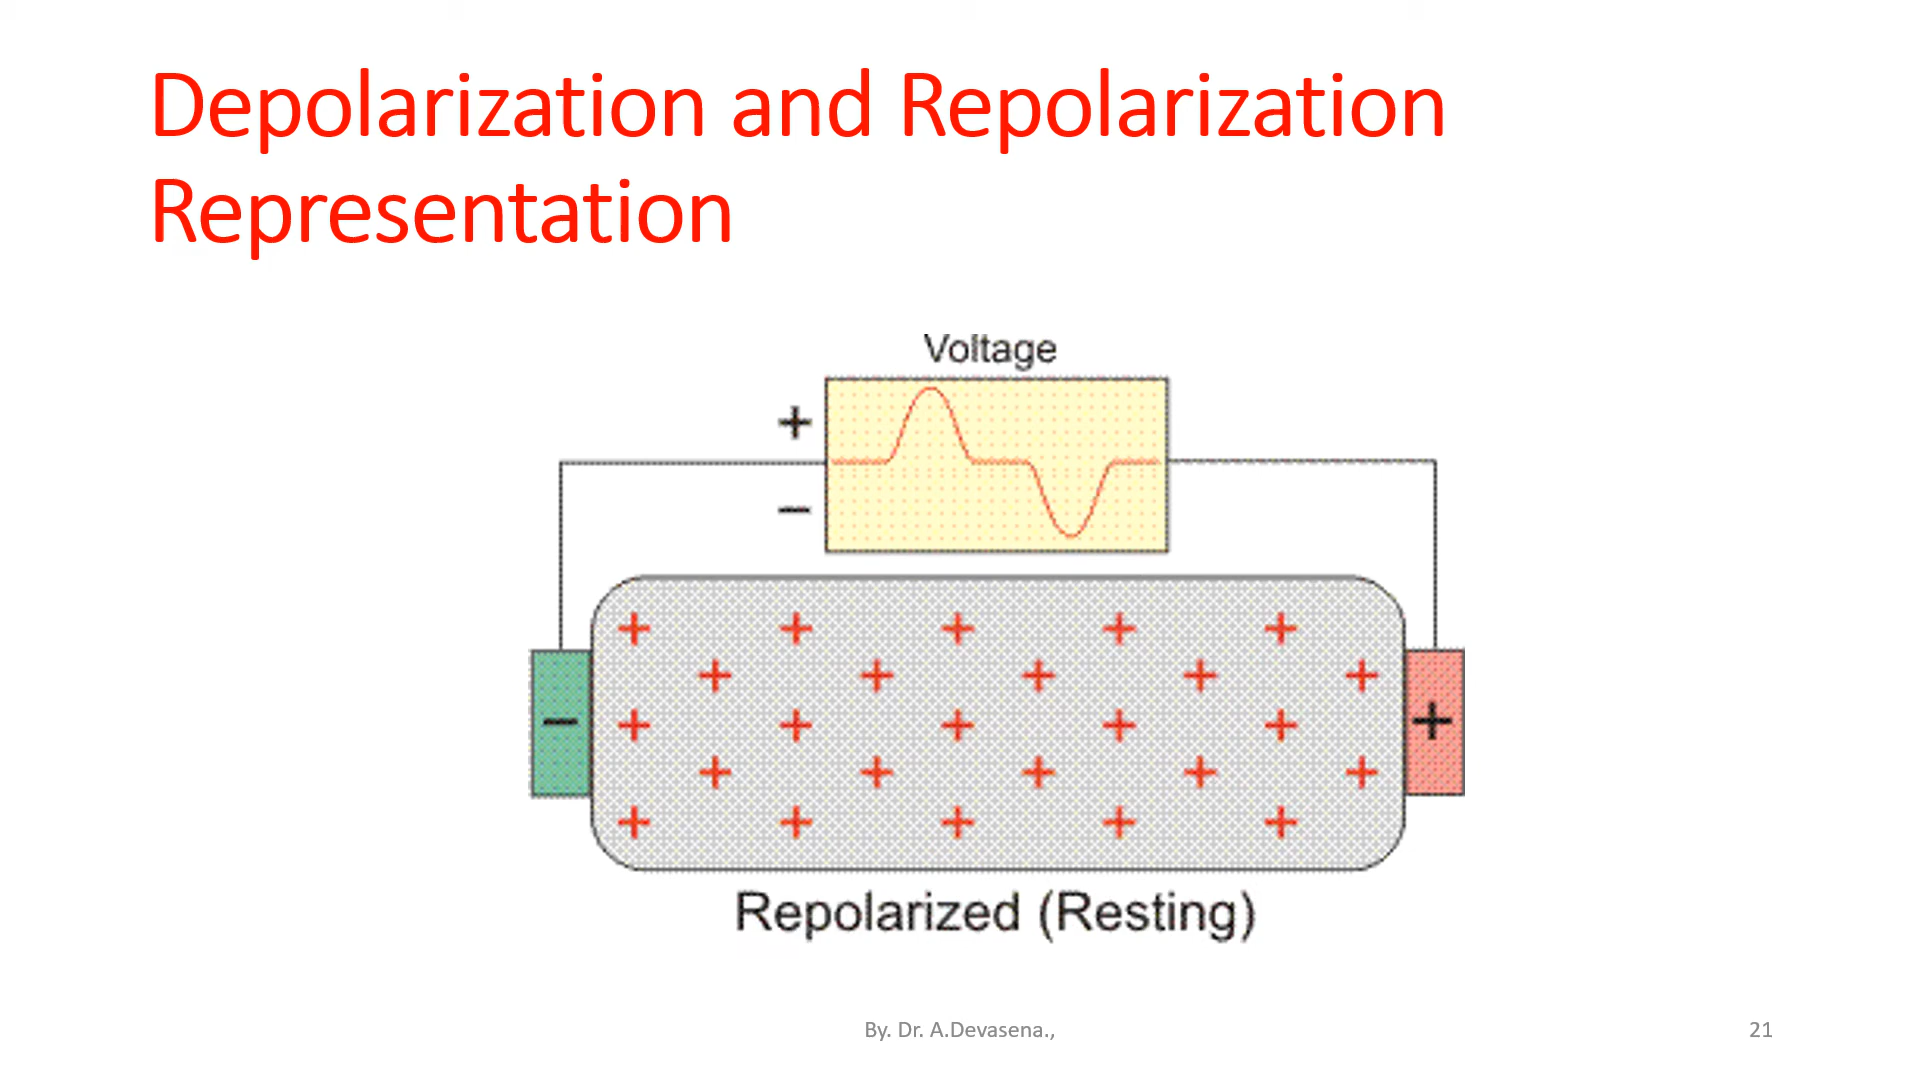 Depolarization and Repolarization
Representation
Voltage
+
−
+ + + + +
+ + + + +
− + + + + + +
+ + + + +
+ + + + +
Repolarized (Resting)
By. Dr. A.Devasena.,
21